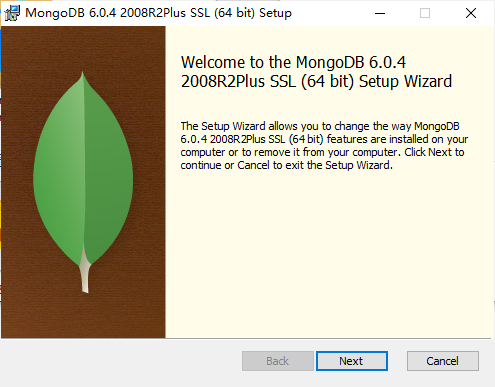 MongoDB 6.0.4 2008R2Plus SSL (64 bit) Setup
Welcome to the MongoDB 6.0.4
2008R2Plus SSL (64 bit) Setup Wizard
The Setup Wizard allows you to change the way MongoDB
6.0.4 2008R2Plus SSL (64 bit) features are installed on your
computer or to remove it from your computer. Click Next to
continue or Cancel to exit the Setup Wizard.
Back Next Cancel